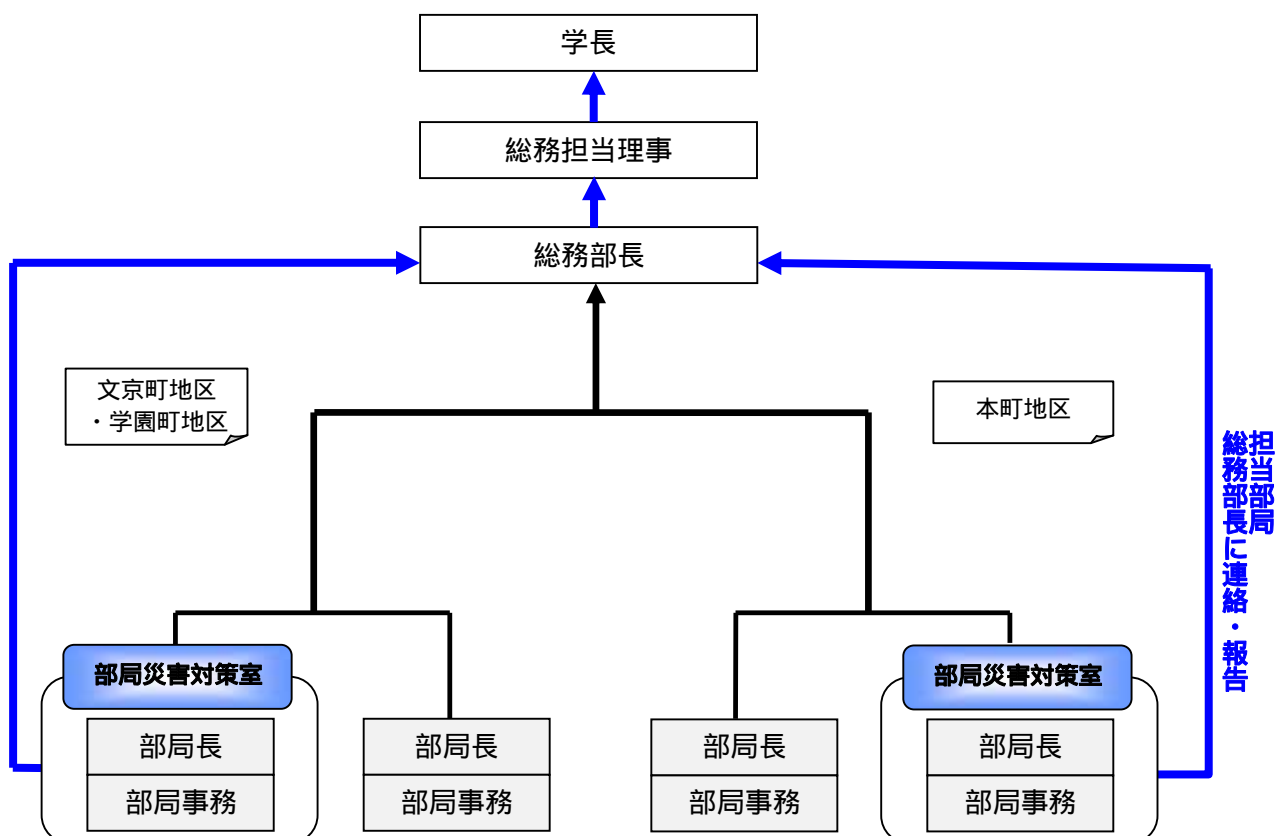 学長
総務担当理事
総務部長
文京町地区
・学園町地区
本町地区
担当部局
総務部長に連絡・報告
部局災害対策室
部局災害対策室
部局長
部局長
部局長
部局長
部局事務
部局事務
部局事務
部局事務